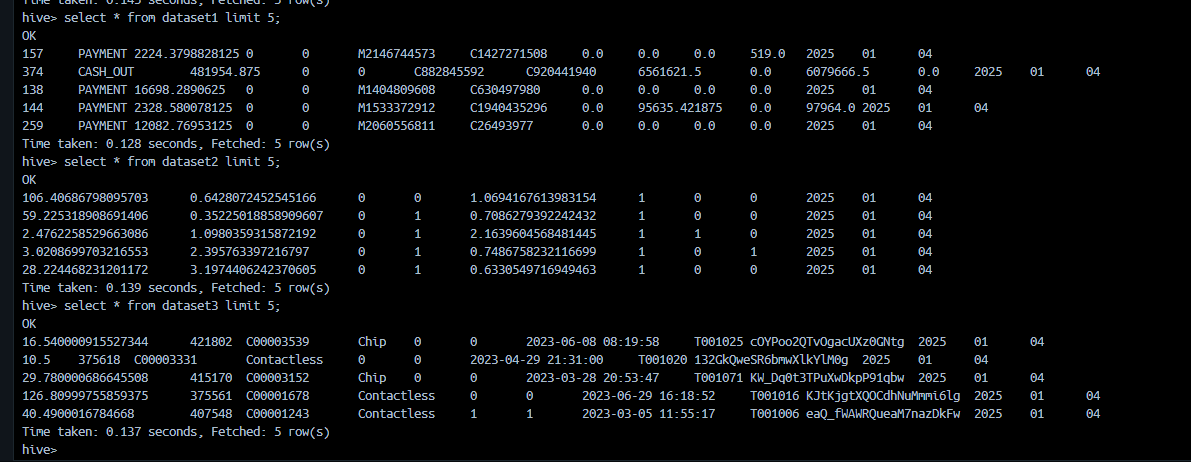 Time taken: 0.145 seconds, Fetched: 5 row(s)
hive> select * from dataset1 limit 5;
OK
157 PAYMENT 2224.3798828125 0 0 M2146744573 C1427271508 0.0 0.0 0.0 519.0 2025 01 04
374 CASH_OUT 481954.875 0 0 C882845592 C920441940 6561621.5 0.0 6079666.5 0.0 2025 01 04
138 PAYMENT 16698.2890625 0 0 M1404809608 C630497980 0.0 0.0 0.0 0.0 2025 01 04
144 PAYMENT 2328.580078125 0 0 M1533372912 C1940435296 0.0 95635.421875 0.0 97964.0 2025 01 04
259 PAYMENT 12082.76953125 0 0 M2060556811 C26493977 0.0 0.0 0.0 0.0 2025 01 04
Time taken: 0.128 seconds, Fetched: 5 row(s)
hive> select * from dataset2 limit 5;
OK
106.40686798095703 0.6428072452545166 0 0 1.0694167613983154 1 0 0 2025 01 04
59.225318908691406 0.35225018858909607 0 1 0.7086279392242432 1 0 0 2025 01 04
2.4762258529663086 1.0980359315872192 0 1 2.1639604568481445 1 1 0 2025 01 04
3.0208699703216553 2.395763397216797 0 1 0.7486758232116699 1 0 1 2025 01 04
28.224468231201172 3.1974406242370605 0 1 0.6330549716949463 1 0 0 2025 01 04
Time taken: 0.139 seconds, Fetched: 5 row(s)
hive> select * from dataset3 limit 5;
OK
16.540000915527344 421802 C00003539 Chip 0 0 2023-06-08 08:19:58 T001025 cOYPoo2QTvOgacUXz0GNtg 2025 01 04
10.5 375618 C00003331 Contactless 0 0 2023-04-29 21:31:00 T001020 132GkQweSR6bmwXlkYlM0g 2025 01 04
29.780000686645508 415170 C00003152 Chip 0 0 2023-03-28 20:53:47 T001071 KW_Dq0t3TPuXwDkpP91qbw 2025 01 04
126.80999755859375 375561 C00001678 Contactless 0 0 2023-06-29 16:18:52 T001016 KJtKjgtXQOCdhNuMmmi6lg 2025 01 04
40.4900016784668 407548 C00001243 Contactless 1 1 2023-03-05 11:55:17 T001006 eaQ_fWAWRQueaM7nazDkFw 2025 01 04
Time taken: 0.137 seconds, Fetched: 5 row(s)
hive>